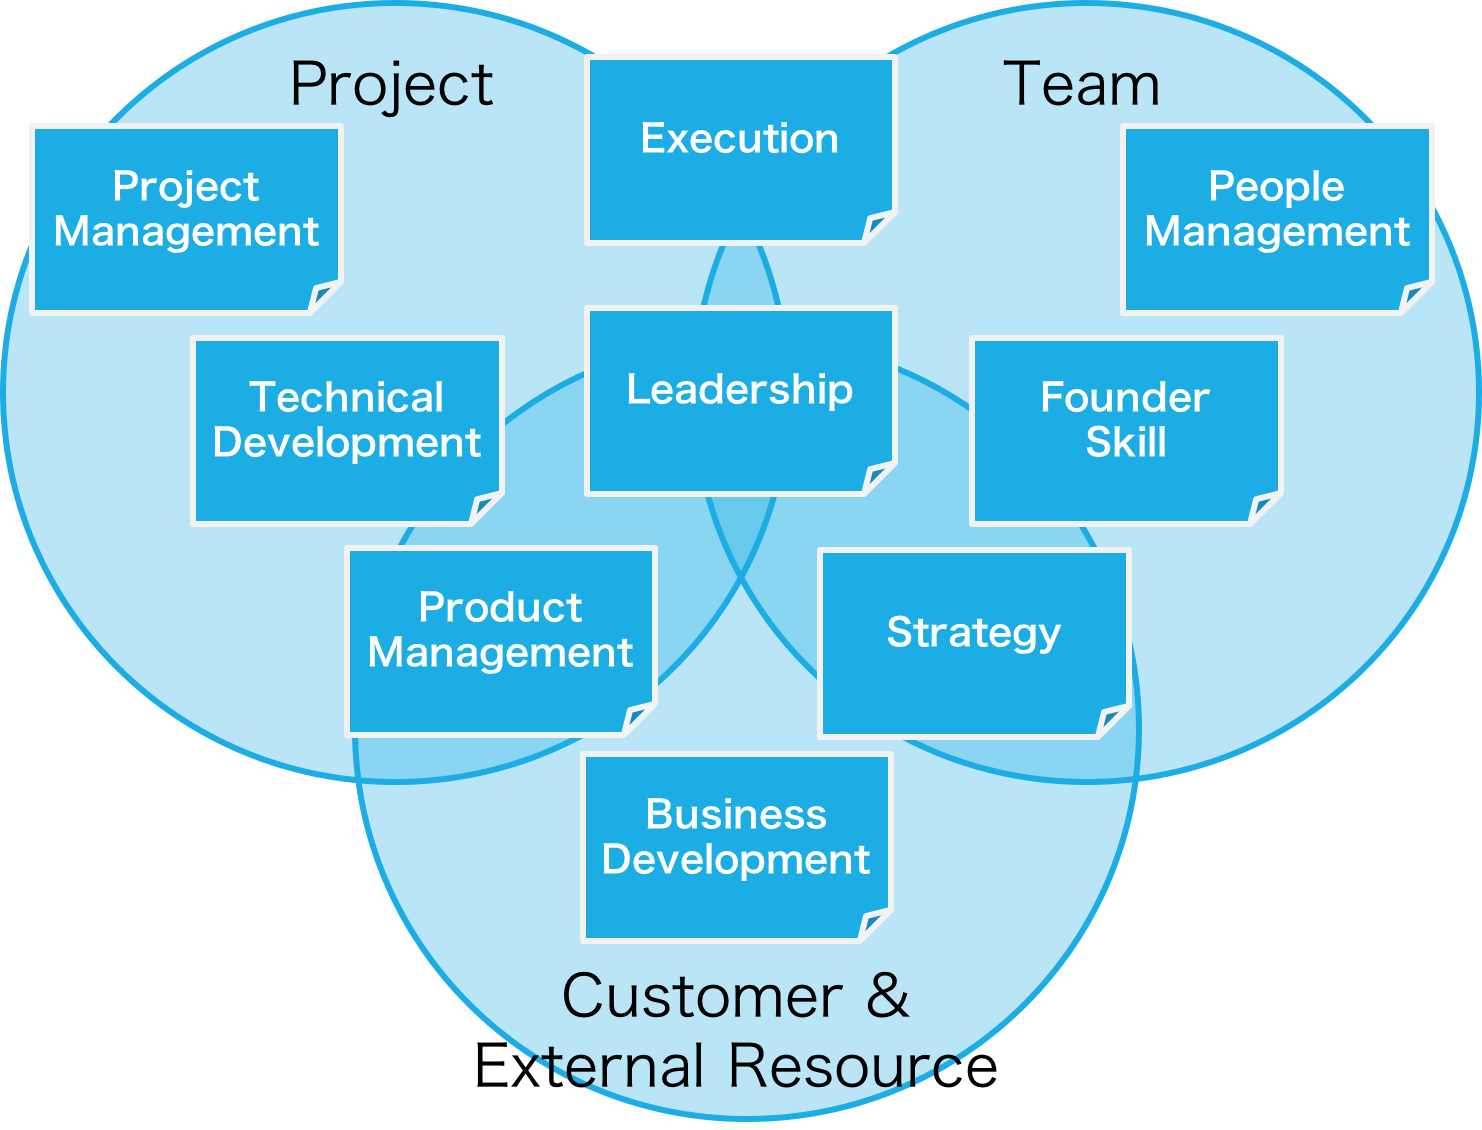 Project
Team
Execution
Project
Management
People
Management
Leadership
Technical
Development
Founder
Skill
Product
Management
Strategy
Business
Development
Customer &
External Resource